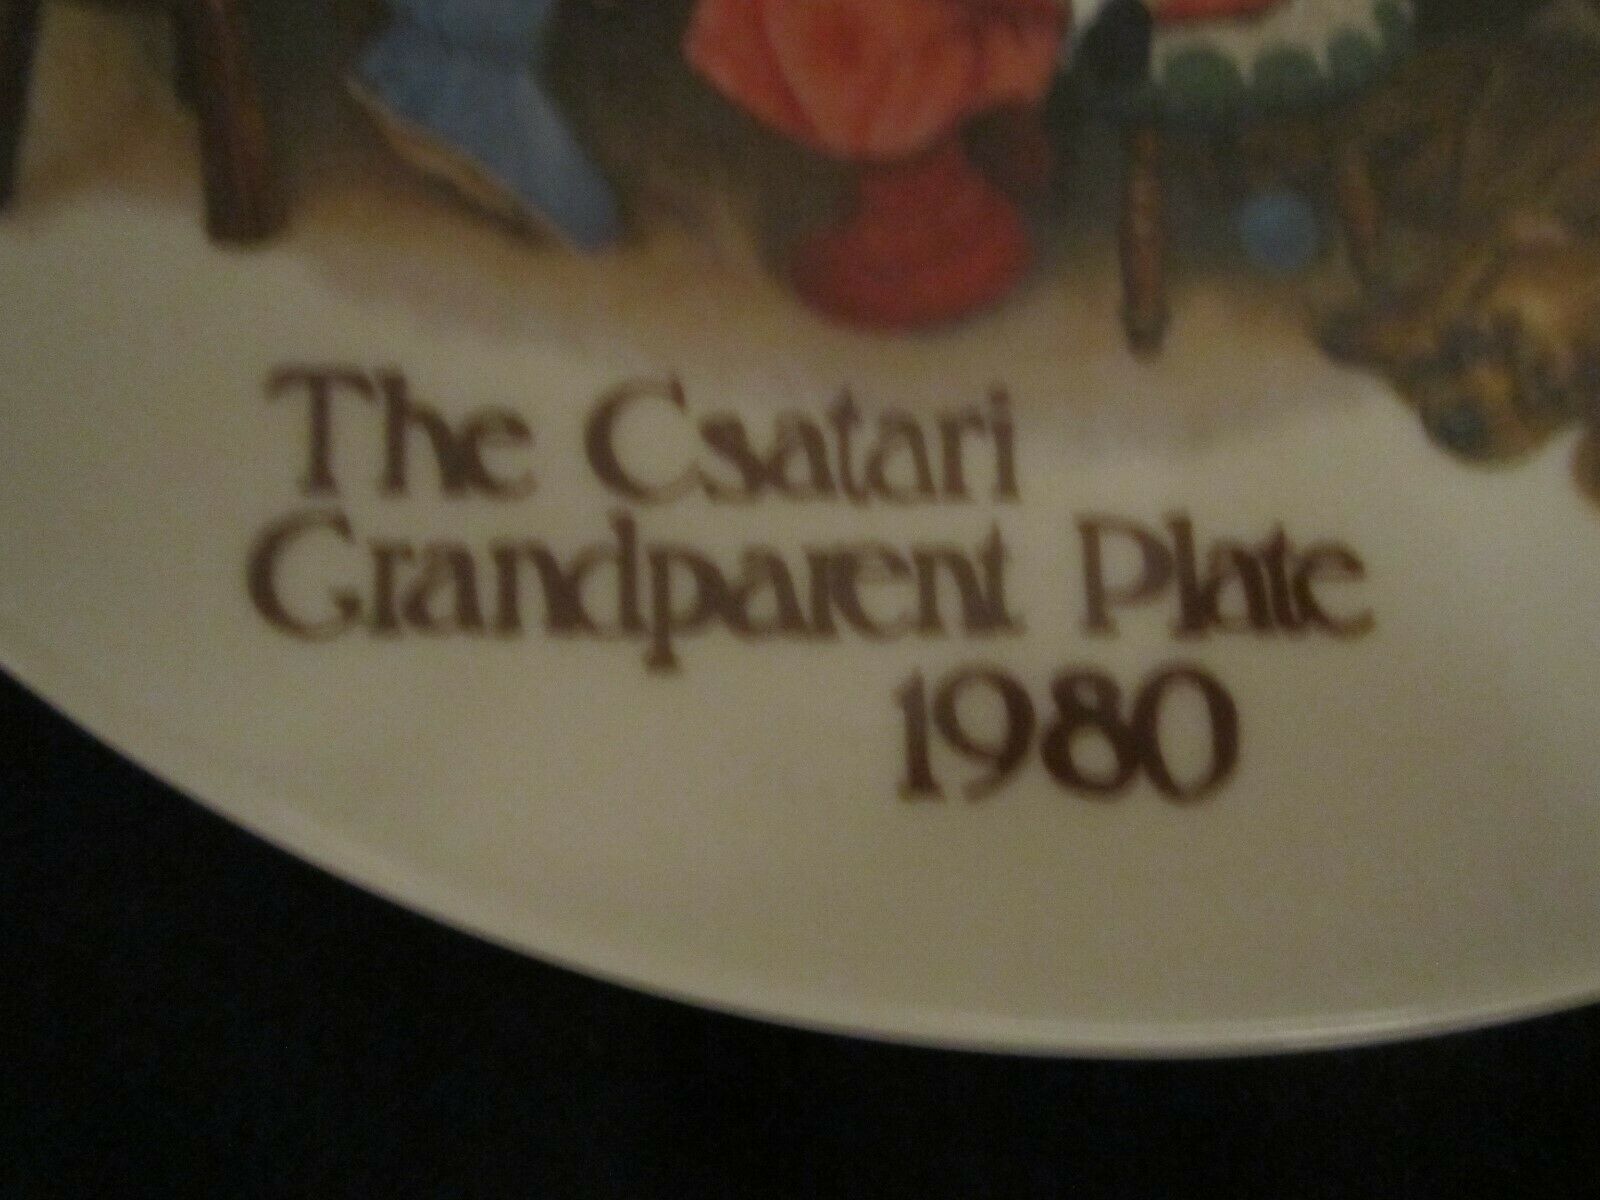 The Csatari
Grandparent Plate
1980